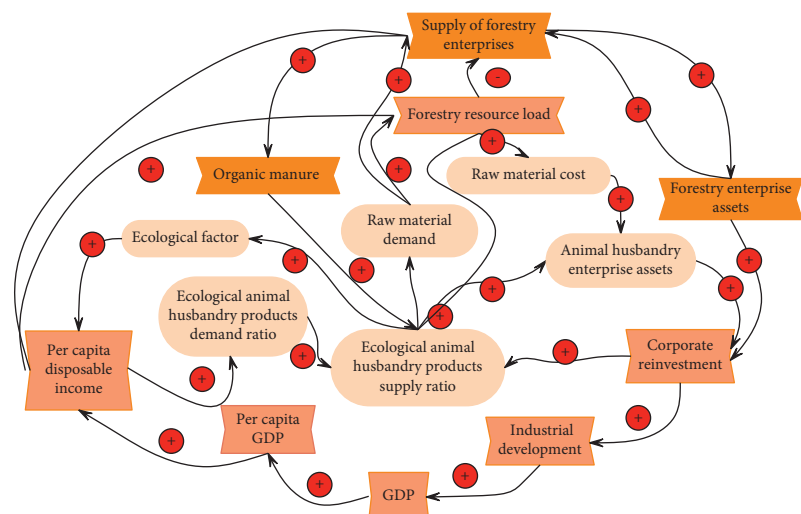 Supply of forestry
enterprises
+
+
+
-
+
Forestry resource load
+
+
+
Organic manure
Raw material cost
Forestry enterprise
assets
+
Raw material
demand
Ecological factor
+
+
+
Animal husbandry
enterprise assets
+
Ecological animal
husbandry products
demand ratio
+
+
+
Per capita
disposable
income
+
Ecological animal
husbandry products
supply ratio
+
Corporate
reinvestment
+
Per capita
GDP
+
Industrial
development
+
+
GDP
+